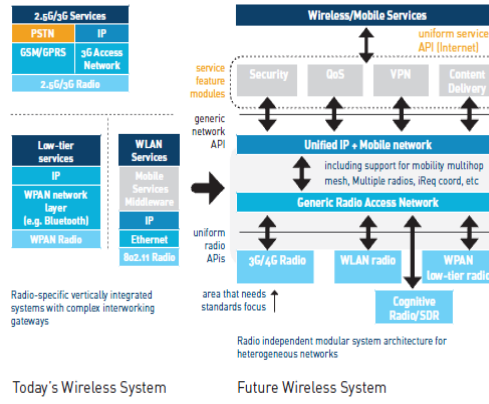 2.5G/3G Services
PSTN
IP
GSM/GPRS
3G Access
Network
2.5G/3G Radio
Low-tier
services
IP
WPAN network
layer
(e.g. Bluetooth)
WPAN Radio
WLAN
Services
Mobile
Services
Middleware
IP
Ethernet
802.11 Radio
Radio-specific vertically integrated
systems with complex interworking
gateways
Today's Wireless System
Wireless/Mobile Services
uniform service
API (Internet)
service
feature
modules
Security
QoS
VPN
Content
Delivery
generic
network
API
Unified IP + Mobile network
including support for mobility multihop
mesh, Multiple radios, iReq coord, etc
Generic Radio Access Network
uniform
radio
APIs
3G/4G Radio
WLAN radio
WPAN
low-tier radio
area that needs
standards focus
Cognitive
Radio/SDR
Radio independent modular system architecture for
heterogeneous networks
Future Wireless System